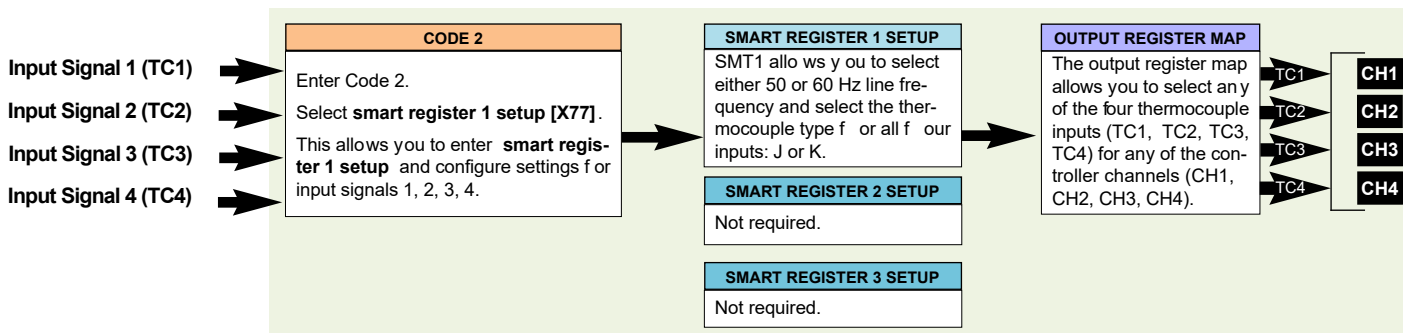 Input Signal 1 (TC1)
Input Signal 2 (TC2)
Input Signal 3 (TC3)
Input Signal 4 (TC4)
CODE 2
Enter Code 2.
Select smart register 1 setup [X77].
This allows you to enter smart regis-
ter 1 setup and configure settings f or
input signals 1, 2, 3, 4.
SMART REGISTER 1 SETUP
SMT1 allo ws y ou to select
either 50 or 60 Hz line fre-
quency and select the ther-
mocouple type f or all f our
inputs: J or K.
SMART REGISTER 2 SETUP
Not required.
SMART REGISTER 3 SETUP
Not required.
OUTPUT REGISTER MAP
The output register map
allows you to select any
of the four thermocouple
inputs (TC1, TC2, TC3,
TC4) for any of the con-
troller channels (CH1,
CH2, CH3, CH4).
TC1
TC2
TC3
TC4
CH1
CH2
CH3
CH4